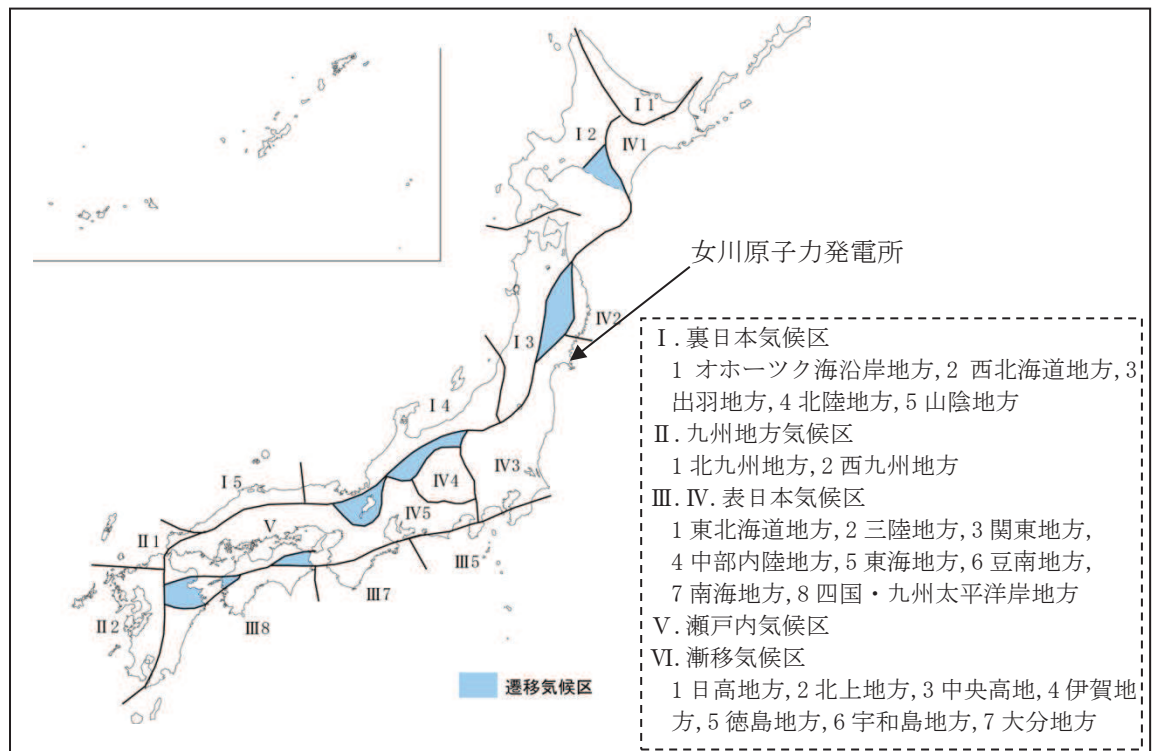 Ⅰ1
Ⅰ2
Ⅳ1
女川原子力発電所
Ⅳ2
Ⅰ3
Ⅰ4
Ⅳ3
Ⅳ4
Ⅰ5
Ⅳ5
Ⅴ
Ⅱ1
Ⅲ5
Ⅲ7
Ⅱ2
Ⅲ8
遷移気候区
Ⅰ.裏日本気候区
1 オホーツク海沿岸地方,2 西北海道地方,3
出羽地方,4 北陸地方,5 山陰地方
Ⅱ.九州地方気候区
1 北九州地方,2 西九州地方
Ⅲ.Ⅳ.表日本気候区
1 東北海道地方,2 三陸地方,3 関東地方,
4 中部内陸地方,5 東海地方,6 豆南地方,
7 南海地方,8 四国・九州太平洋岸地方
Ⅴ.瀬戸内気候区
Ⅵ.漸移気候区
1 日高地方,2 北上地方,3 中央高地,4 伊賀地
方,5 徳島地方,6 宇和島地方,7 大分地方